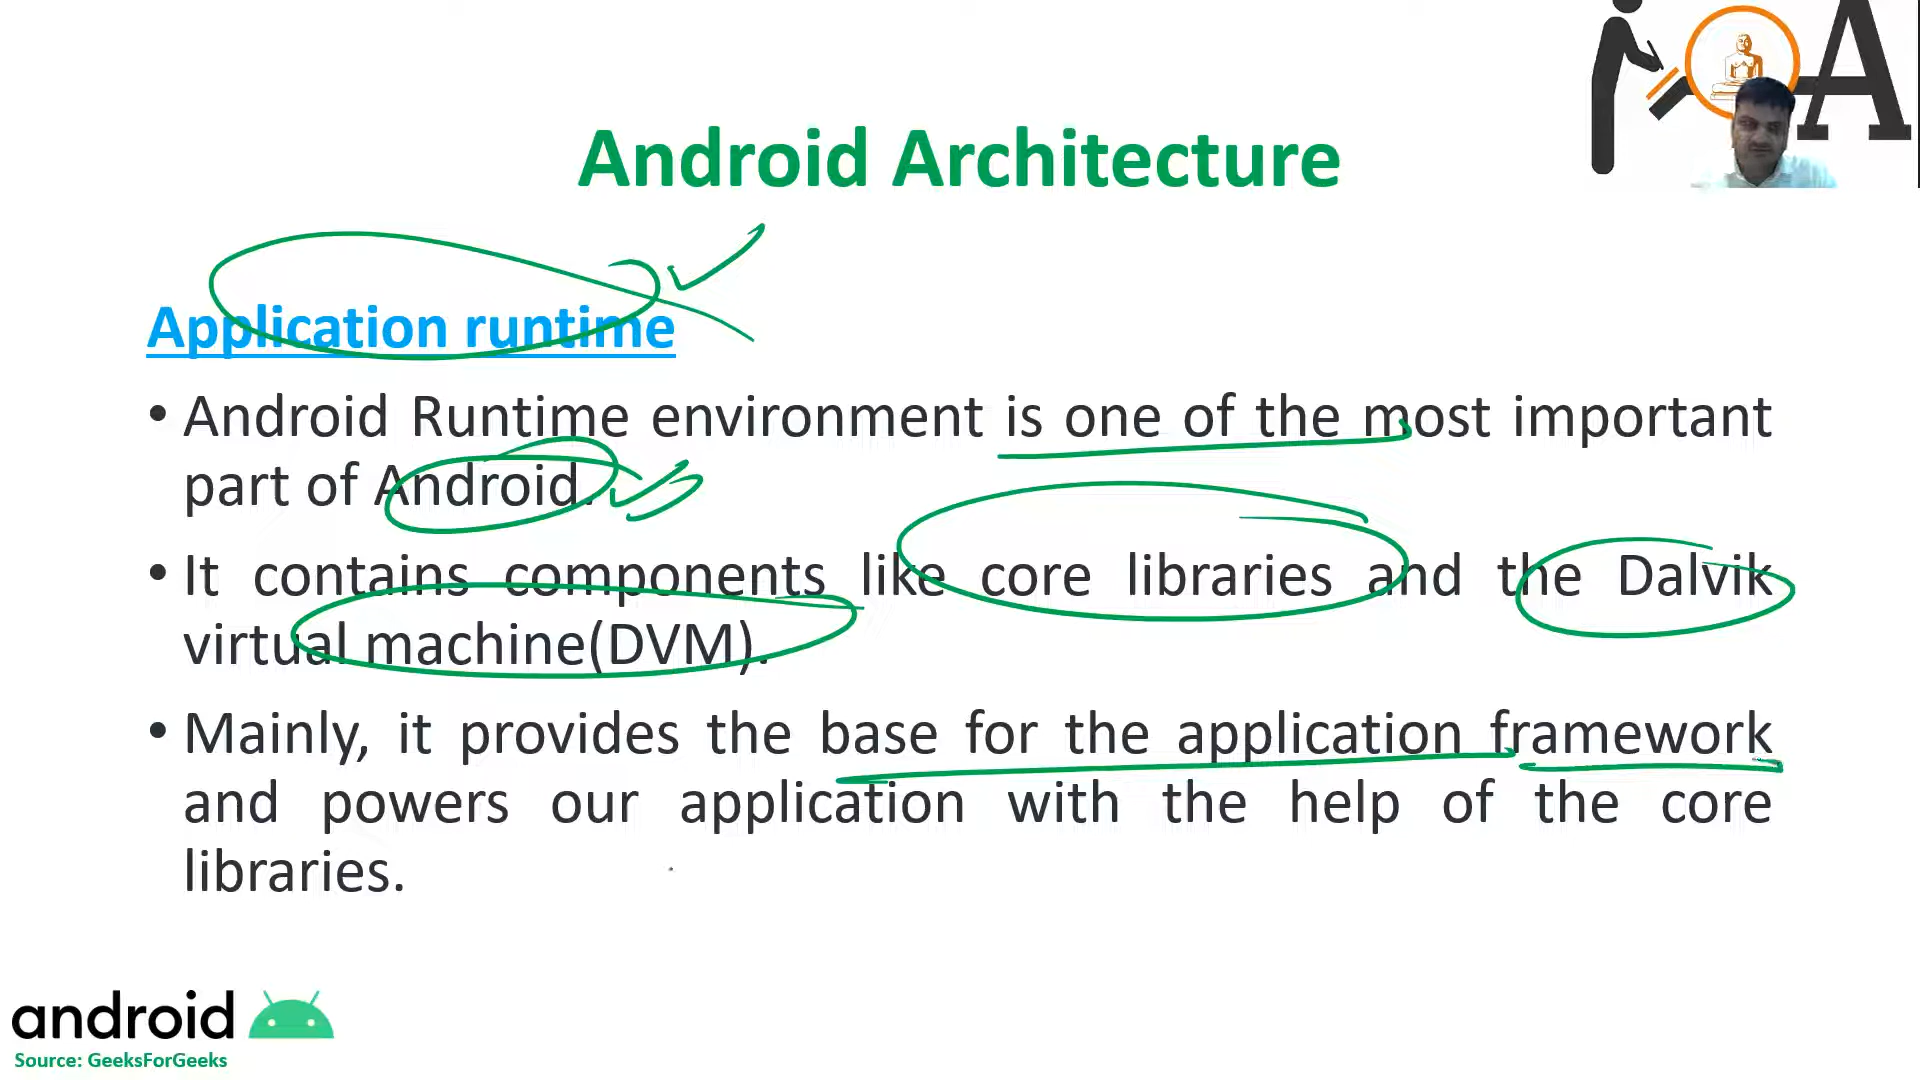 A
Android Architecture
Application runtime
• Android Runtime environment is one of the most important
part of Android.
• It contains components like core libraries and the Dalvik
virtual machine(DVM).
• Mainly, it provides the base for the application framework
and powers our application with the help of the core
libraries.
android
Source: GeeksForGeeks